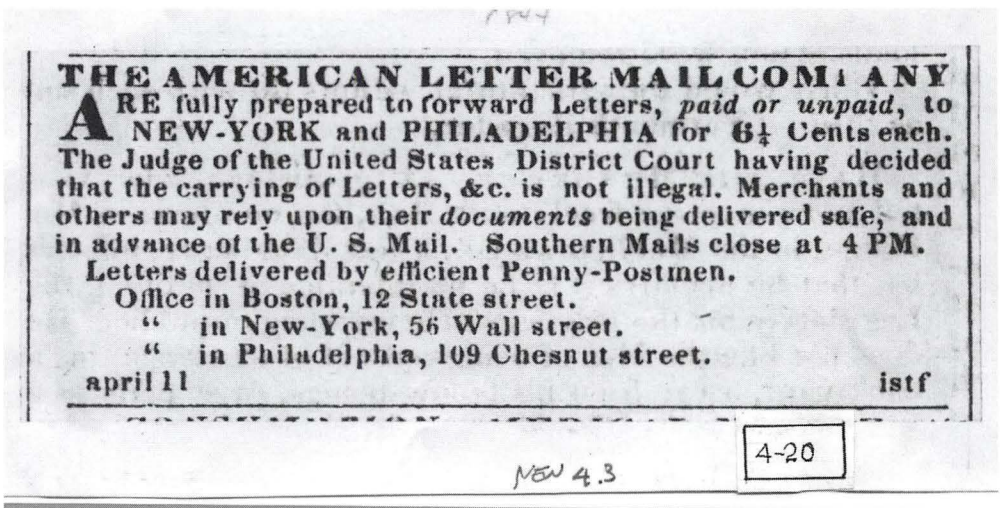 1844
THE AMERICAN LETTER MAIL COM: ANY
ARE fully prepared to forward Letters, paid or unpaid, to
NEW-YORK and PHILADELPHIA for 6¼ Cents each.
The Judge of the United States District Court having decided
that the carrying of Letters, &c. is not illegal. Merchants and
others may rely upon their documents being delivered safe, and
in advance of the U. S. Mail. Southern Mails close at 4 PM.
Letters delivered by efficient Penny-Postmen.
Office in Boston, 12 State street.
“ in New-York, 56 Wall street.
“ in Philadelphia, 109 Chesnut street.
april 11 istf
4-20
NEW 4.3